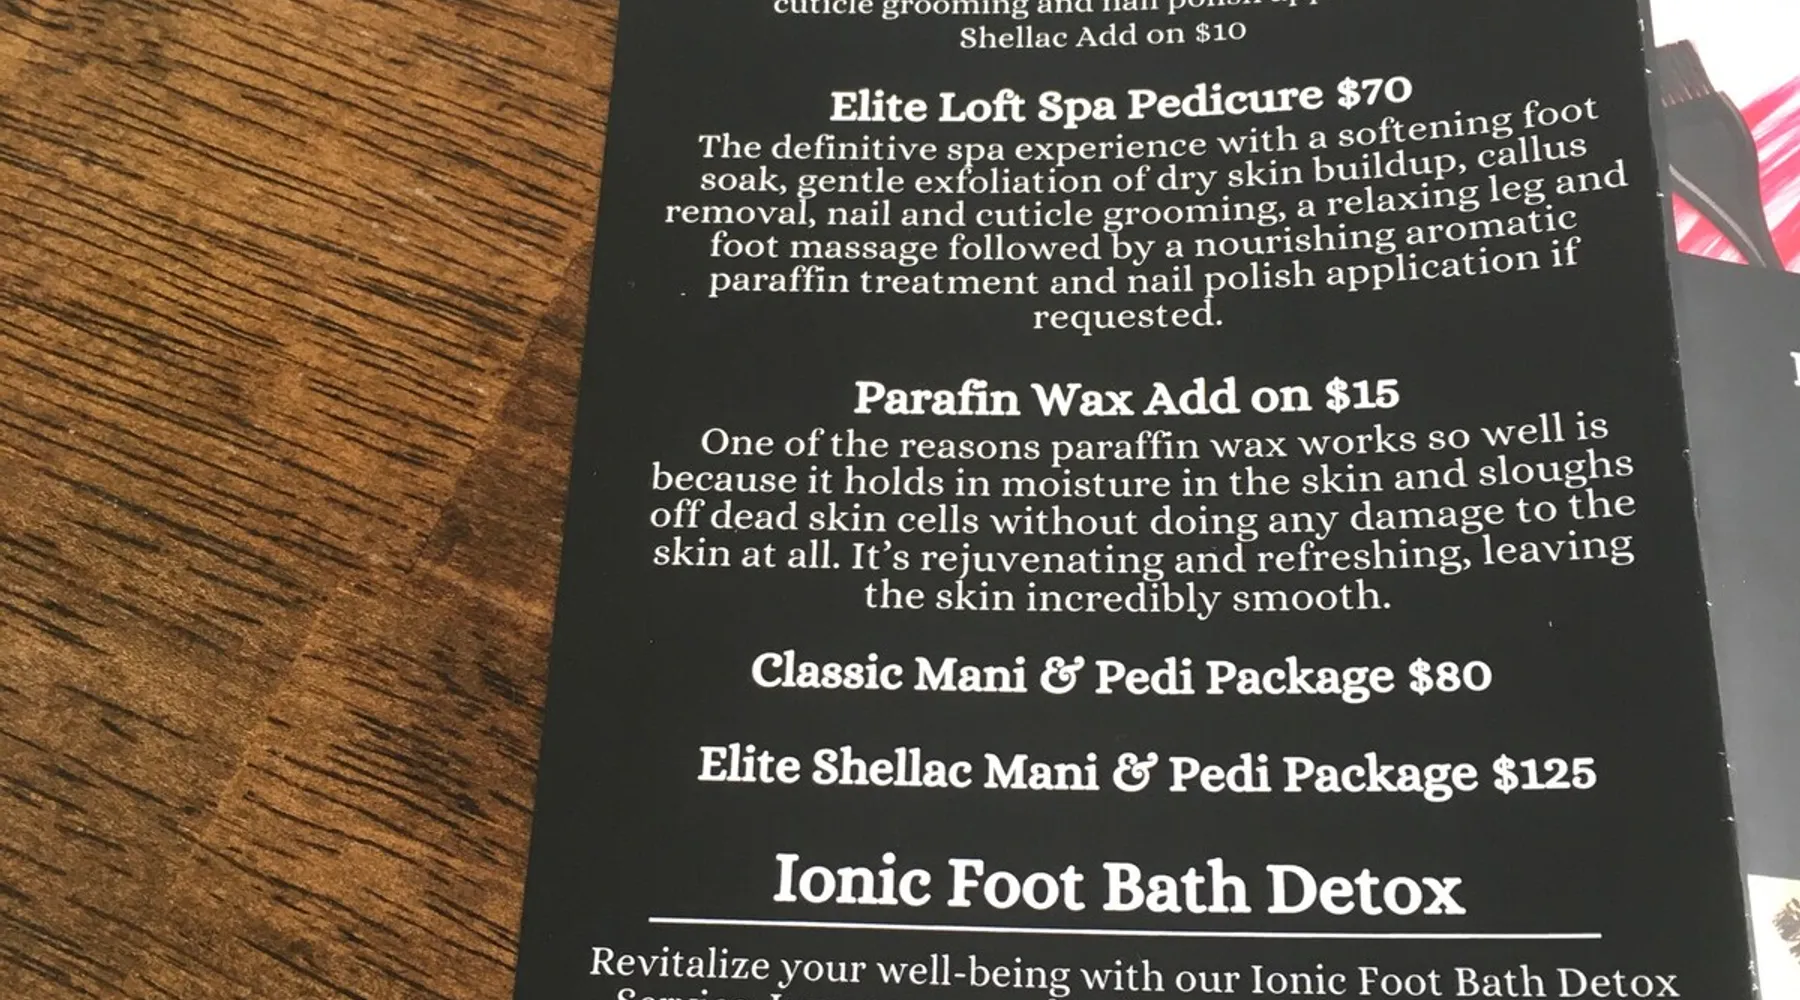 cuticle grooming and nail polish
Shellac Add on $10
Elite Loft Spa Pedicure $70
The definitive spa experience with a softening foot
soak, gentle exfoliation of dry skin buildup, callus
removal, nail and cuticle grooming, a relaxing leg and
foot massage followed by a nourishing aromatic
paraffin treatment and nail polish application if
requested.
Parafin Wax Add on $15
One of the reasons paraffin wax works so well is
because it holds in moisture in the skin and sloughs
off dead skin cells without doing any damage to the
skin at all. It's rejuvenating and refreshing, leaving
the skin incredibly smooth.
Classic Mani & Pedi Package $80
Elite Shellac Mani & Pedi Package $125
Ionic Foot Bath Detox
Revitalize your well-being with our Ionic Foot Bath Detox